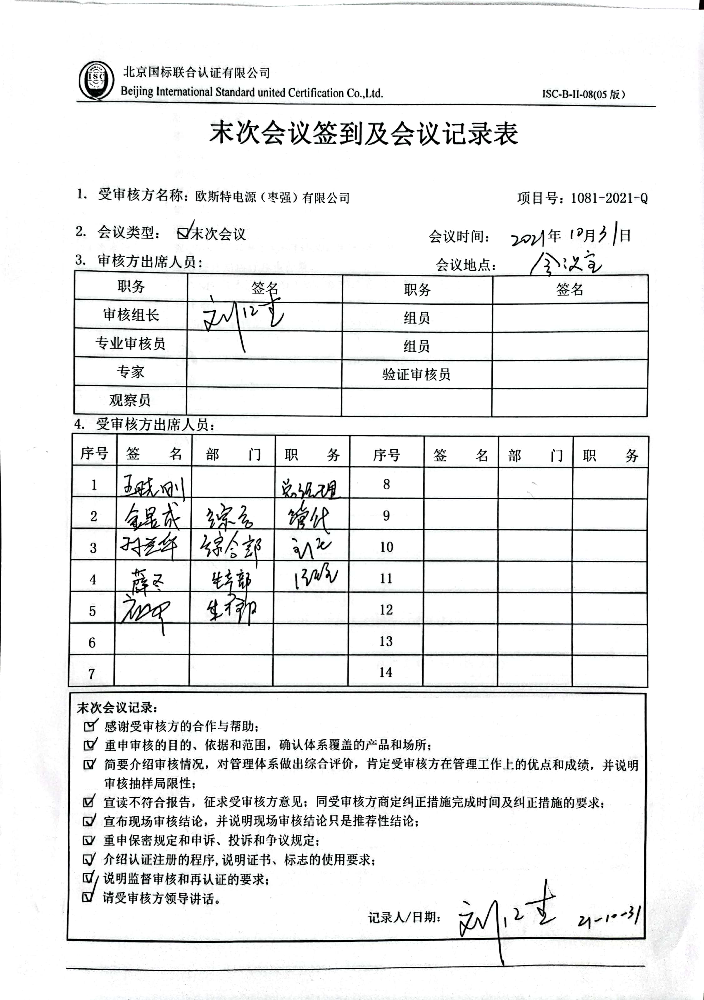 ISC
北京国标联合认证有限公司
Beijing International Standard united Certification Co.,Ltd.
ISC-B-II-08(05 版)
末次会议签到及会议记录表
1. 受审核方名称：欧斯特电源（枣强）有限公司 项目号：1081-2021-Q
2. 会议类型： ☑末次会议 会议时间： 2021年 10月31日
3. 审核方出席人员： 会议地点： 会议室
职务 签名 职务 签名
审核组长 刘 组员
专业审核员 组员
专家 验证审核员
观察员
4. 受审核方出席人员：
序号 签 名 部 门 职 务 序号 签 名 部 门 职 务
1 王晓刚 总经理 8
2 金昱成 综合 管代 9
3 综合部 10
4 薛冬 生产部 11
5 12
6 13
7 14
末次会议记录：
☑ 感谢受审核方的合作与帮助；
☑ 重申审核的目的、依据和范围，确认体系覆盖的产品和场所；
☑ 简要介绍审核情况，对管理体系做出综合评价，肯定受审核方在管理工作上的优点和成绩，并说明
审核抽样局限性；
☑ 宣读不符合报告，征求受审核方意见；同受审核方商定纠正措施完成时间及纠正措施的要求；
☑ 宣布现场审核结论，并说明现场审核结论只是推荐性结论；
☑ 重申保密规定和申诉、投诉和争议规定；
☑ 介绍认证注册的程序,说明证书、标志的使用要求；
☑ 说明监督审核和再认证的要求；
☑ 请受审核方领导讲话。
记录人/日期： 刘 21-10-31